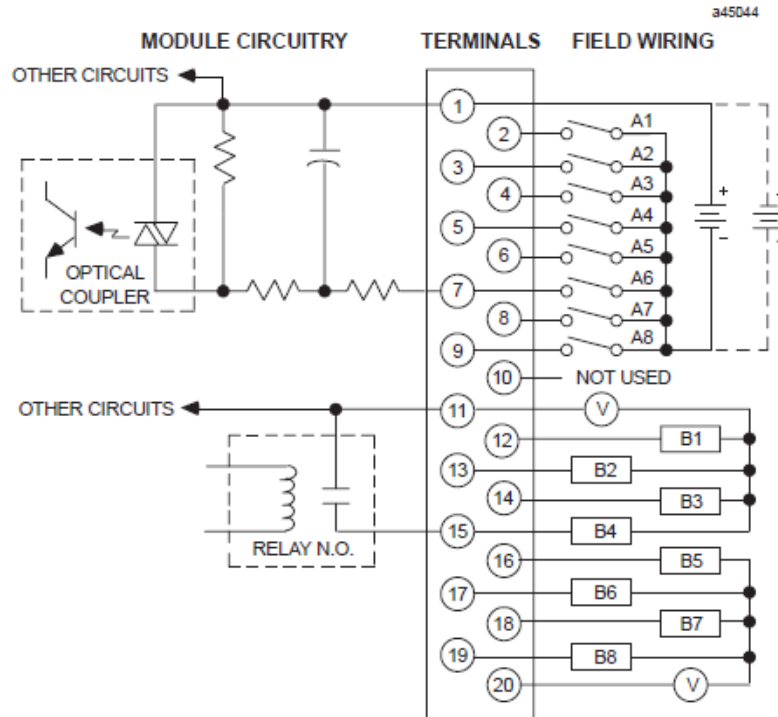 a45044
MODULE CIRCUITRY TERMINALS FIELD WIRING
OTHER CIRCUITS
1
2 A1
3 A2
4 A3
5 A4
6 A5
7 A6
8 A7
9 A8
+
−
OPTICAL
COUPLER
10 NOT USED
OTHER CIRCUITS
11 V
12 B1
13 B2
14 B3
15 B4
RELAY N.O.
16 B5
17 B6
18 B7
19 B8
20 V